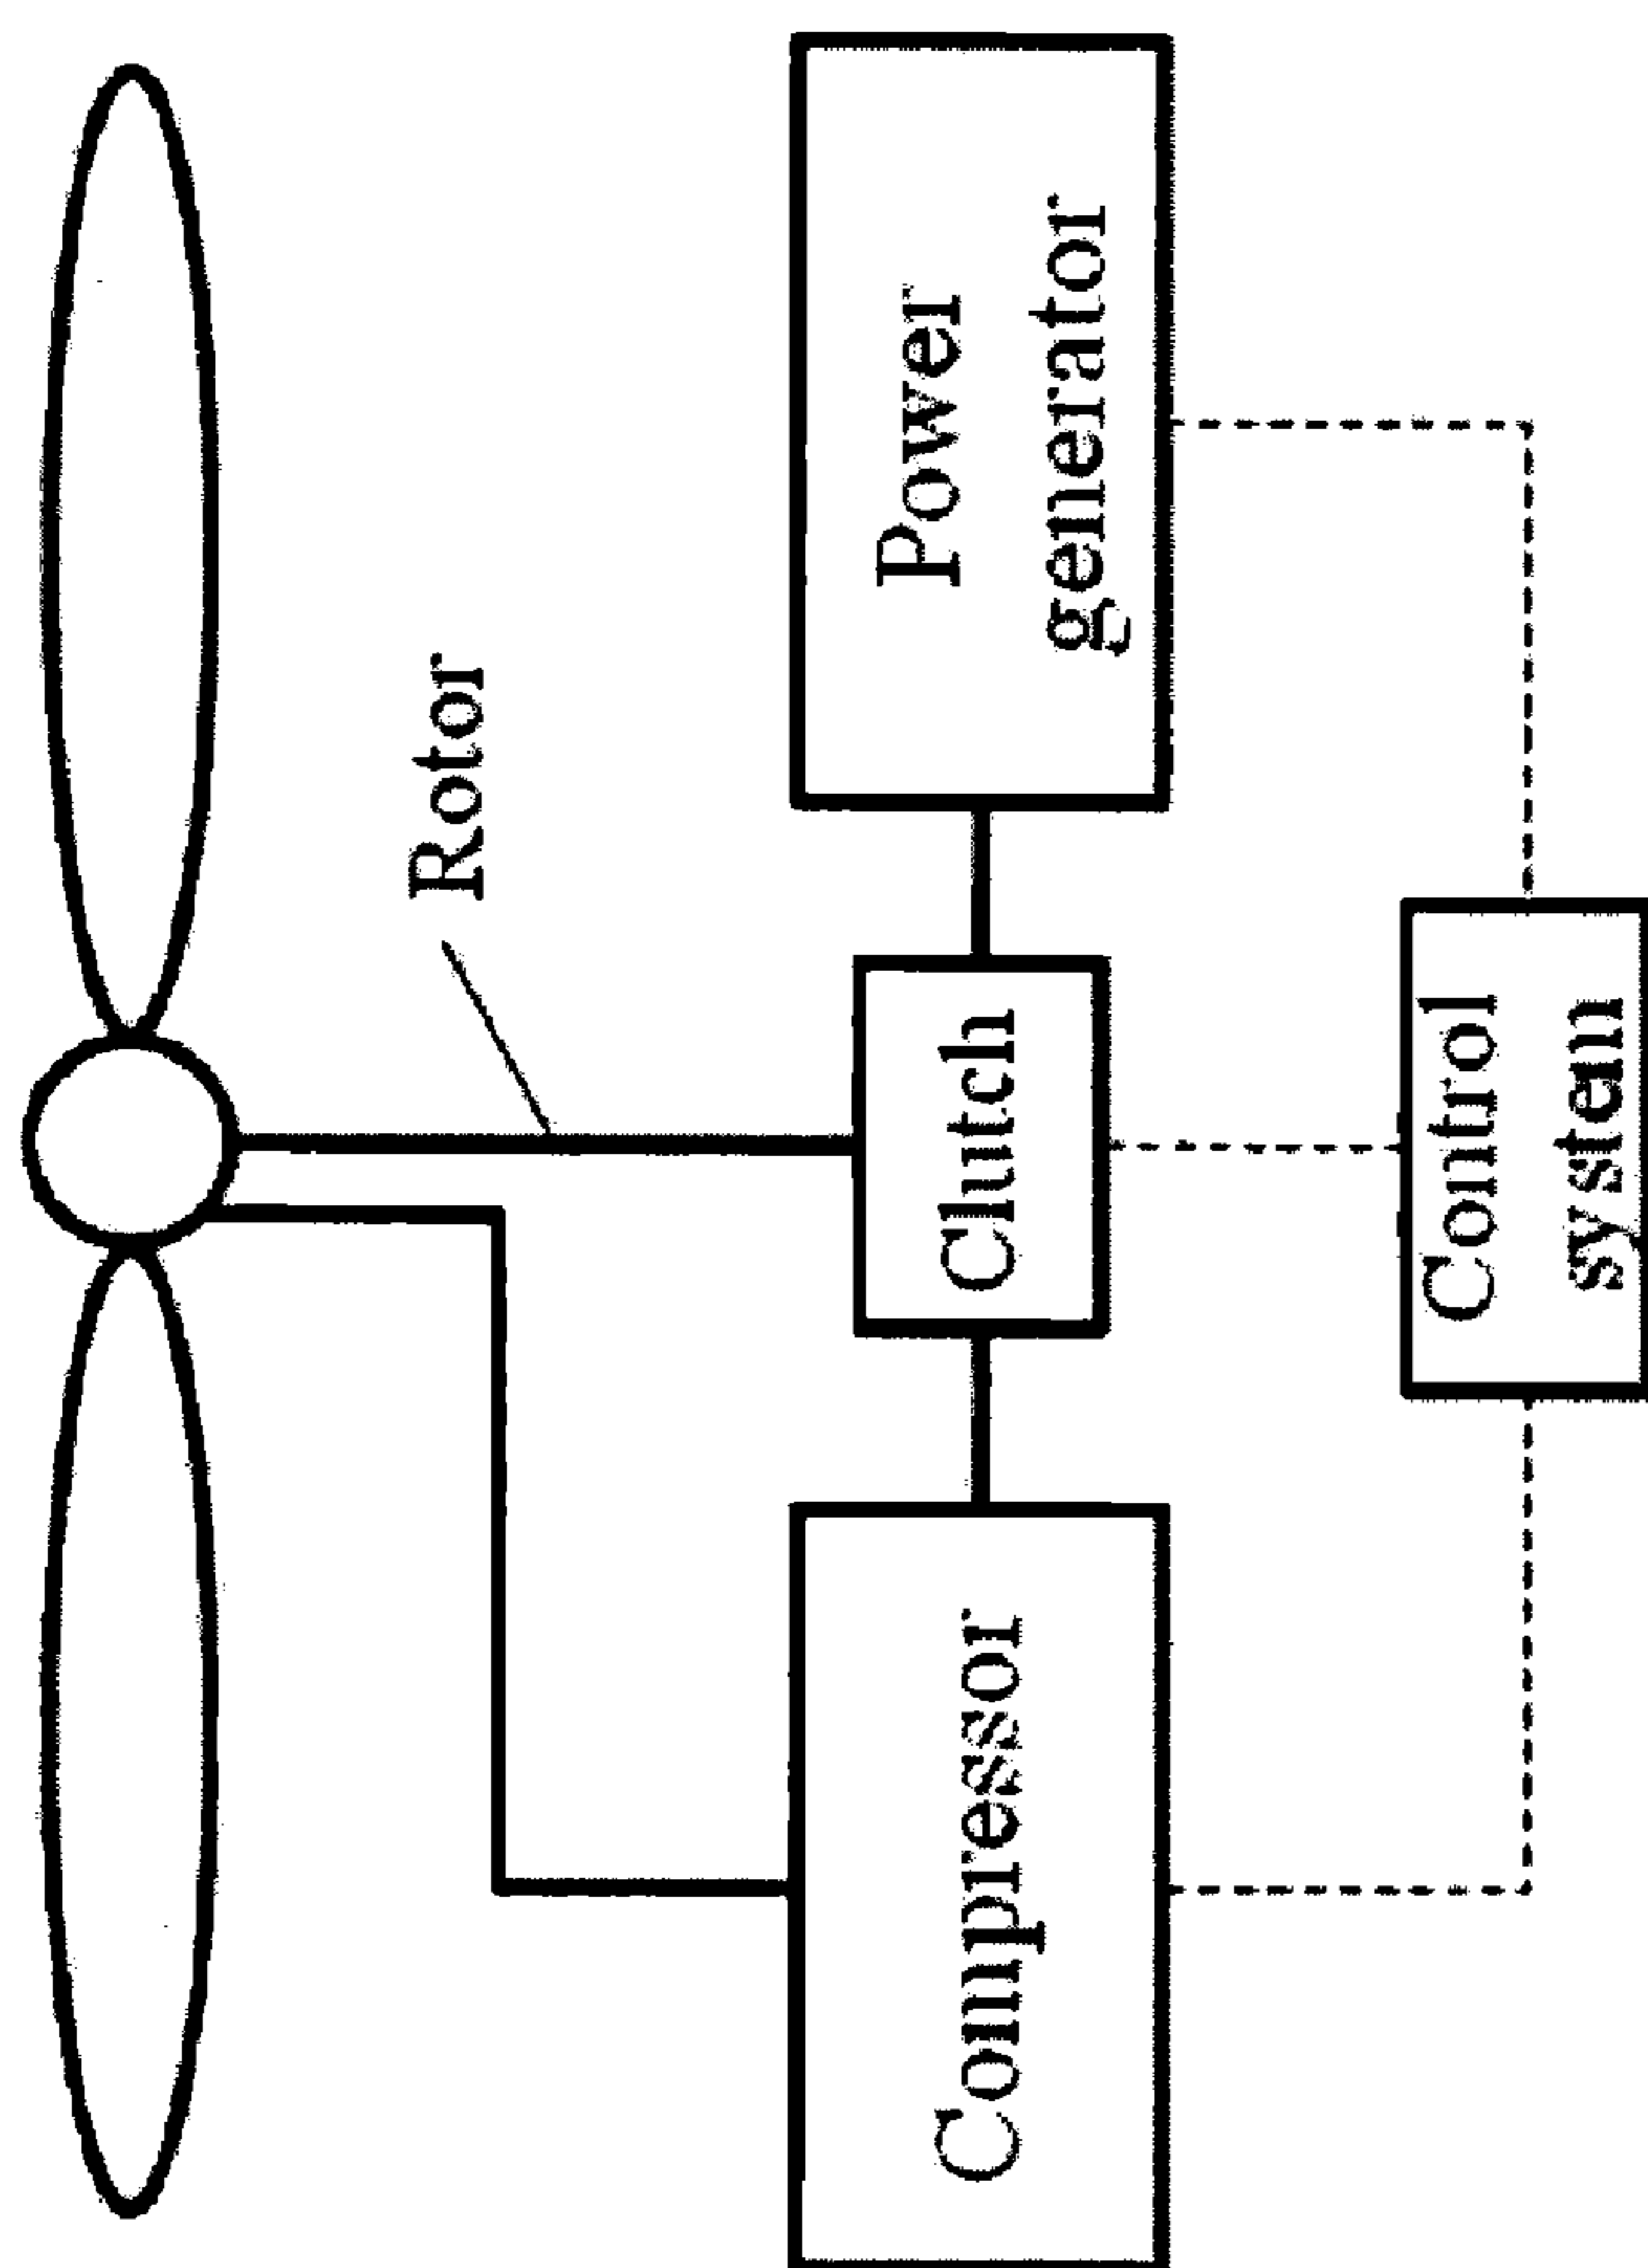 Rotor
Compressor
Clutch
Power
generator
Control
system